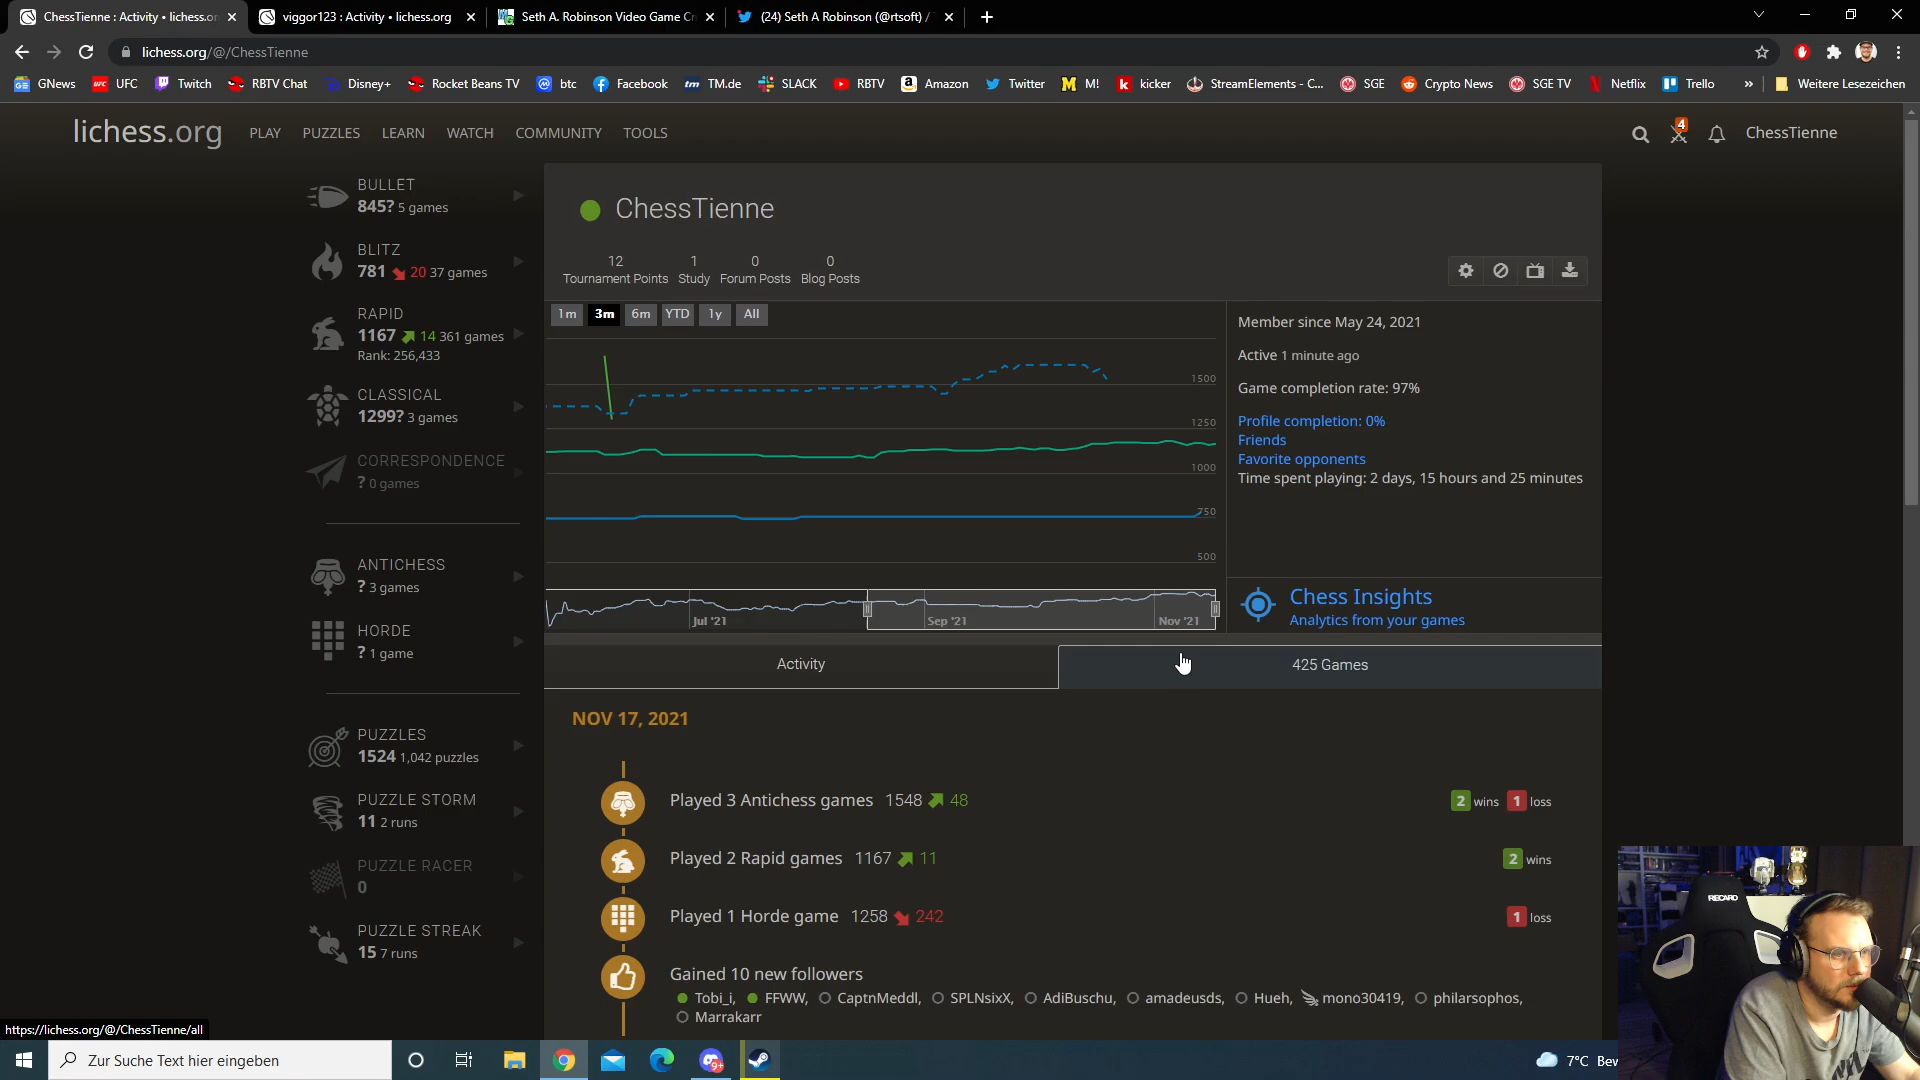 ChessTienne : Activity • lichess.or
viggor123 : Activity • lichess.org
Seth A. Robinson Video Game Cr
(24) Seth A Robinson (@rtsoft) /
lichess.org/@/ChessTienne
GNews
UFC
Twitch
RBTV Chat
Disney+
Rocket Beans TV
btc
Facebook
TM.de
SLACK
RBTV
Amazon
Twitter
M!
kicker
StreamElements - C...
SGE
Crypto News
SGE TV
Netflix
Trello
»
Weitere Lesezeichen
lichess.org
PLAY
PUZZLES
LEARN
WATCH
COMMUNITY
TOOLS
4
ChessTienne
BULLET
845? 5 games
BLITZ
781 20 37 games
RAPID
1167 14 361 games
Rank: 256,433
CLASSICAL
1299? 3 games
CORRESPONDENCE
? 0 games
ANTICHESS
? 3 games
HORDE
? 1 game
PUZZLES
1524 1,042 puzzles
PUZZLE STORM
11 2 runs
PUZZLE RACER
0
PUZZLE STREAK
15 7 runs
ChessTienne
12
Tournament Points
1
Study
0
Forum Posts
0
Blog Posts
1m
3m
6m
YTD
1y
All
1500
1250
1000
750
500
Jul '21
Sep '21
Nov '21
Member since May 24, 2021
Active 1 minute ago
Game completion rate: 97%
Profile completion: 0%
Friends
Favorite opponents
Time spent playing: 2 days, 15 hours and 25 minutes
Chess Insights
Analytics from your games
Activity
425 Games
NOV 17, 2021
Played 3 Antichess games 1548 48
2 wins 1 loss
Played 2 Rapid games 1167 11
2 wins
Played 1 Horde game 1258 242
1 loss
Gained 10 new followers
Tobi_i, FFWW, CaptnMeddl, SPLNsixX, AdiBuschu, amadeusds, Hueh, mono30419, philarsophos,
Marrakarr
RECARO
https://lichess.org/@/ChessTienne/all
Zur Suche Text hier eingeben
9+
7°C Bew